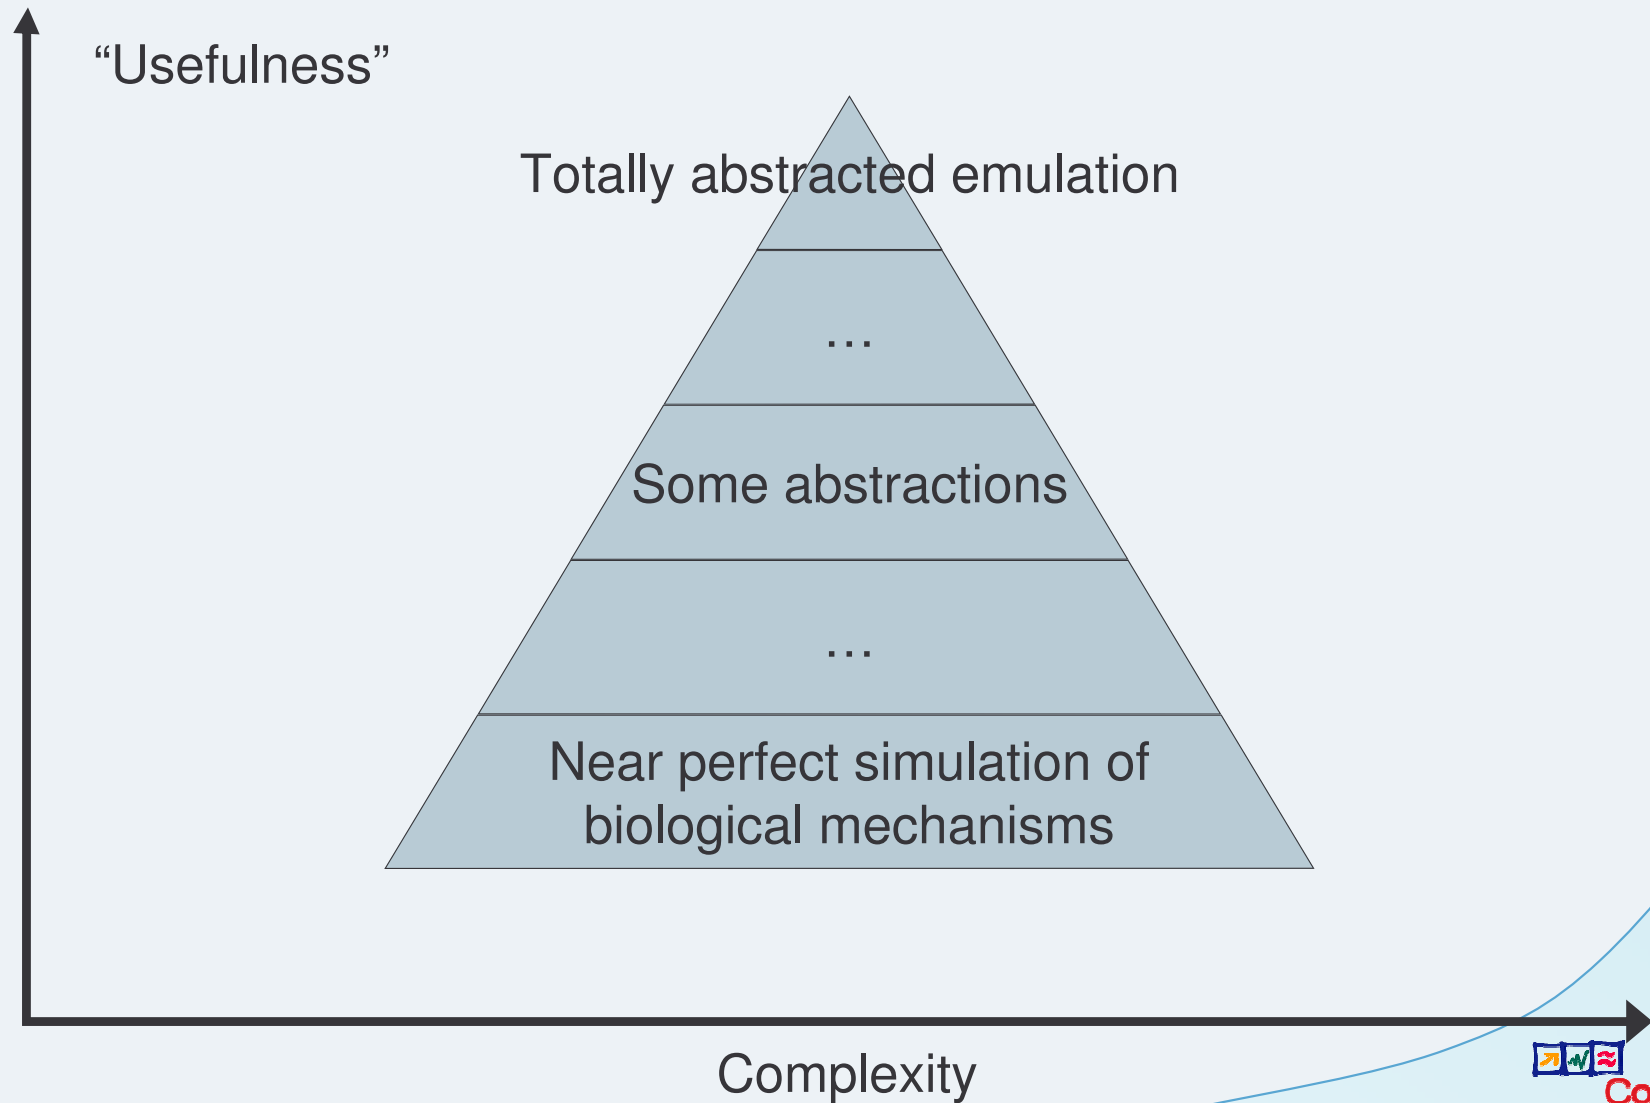 “Usefulness”
Totally abstracted emulation
…
Some abstractions
…
Near perfect simulation of
biological mechanisms
Complexity